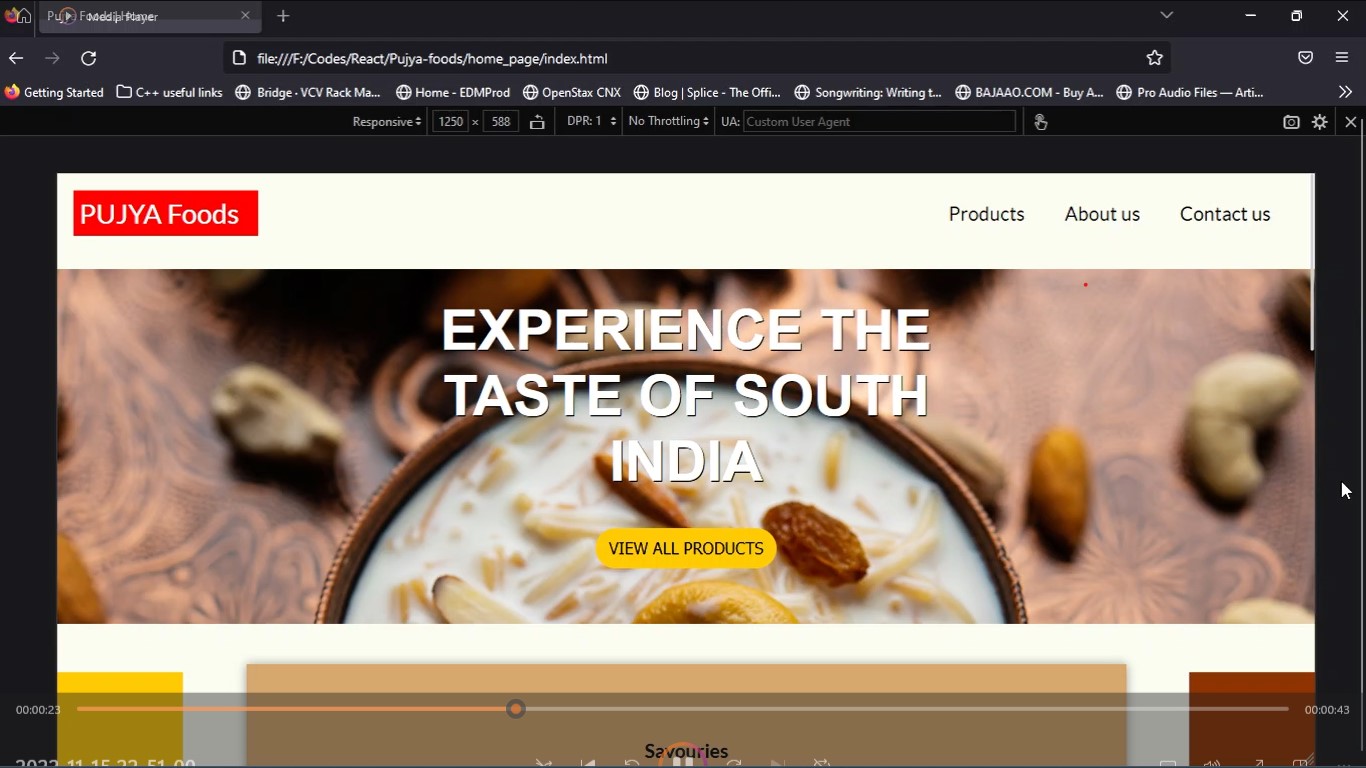 Media Player
file:///F:/Codes/React/Pujya-foods/home_page/index.html
Getting Started C++ useful links Bridge · VCV Rack Ma... Home - EDMProd OpenStax CNX Blog | Splice - The Offi... Songwriting: Writing t... BAJAAO.COM - Buy A... Pro Audio Files — Arti...
Responsive 1250 × 588 DPR: 1 No Throttling UA: Custom User Agent
PUJYA Foods Products About us Contact us
EXPERIENCE THE
TASTE OF SOUTH
INDIA
VIEW ALL PRODUCTS
00:00:23 00:00:43
Savouries